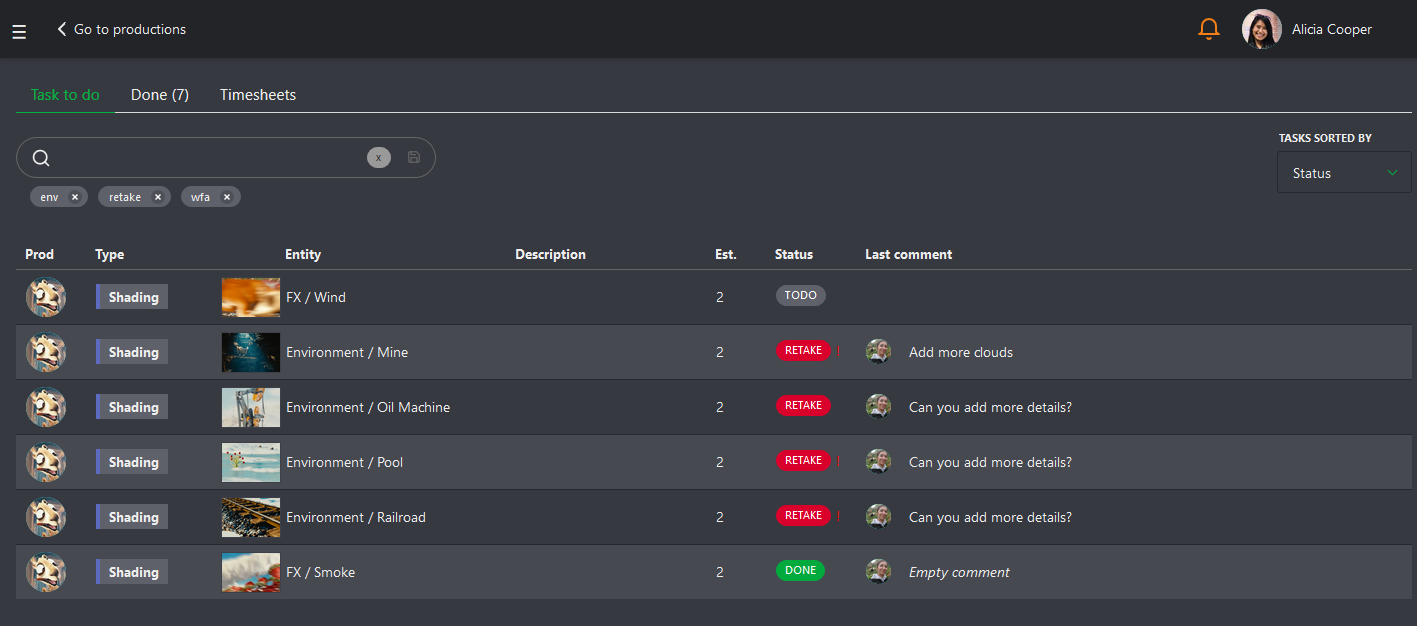 Go to productions
Alicia Cooper
Task to do Done (7) Timesheets
x
TASKS SORTED BY
Status
env × retake × wfa ×
Prod Type Entity Description Est. Status Last comment
Shading FX / Wind 2 TODO
Shading Environment / Mine 2 RETAKE ! Add more clouds
Shading Environment / Oil Machine 2 RETAKE Can you add more details?
Shading Environment / Pool 2 RETAKE ! Can you add more details?
Shading Environment / Railroad 2 RETAKE ! Can you add more details?
Shading FX / Smoke 2 DONE Empty comment